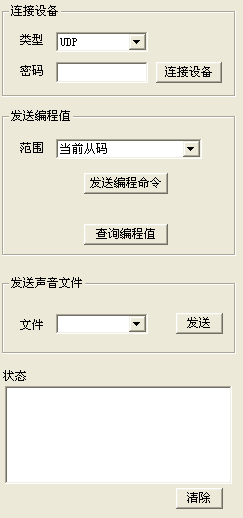 连接设备
类型 UDP
密码 连接设备
发送编程值
范围 当前从码
发送编程命令
查询编程值
发送声音文件
文件 发送
状态
清除